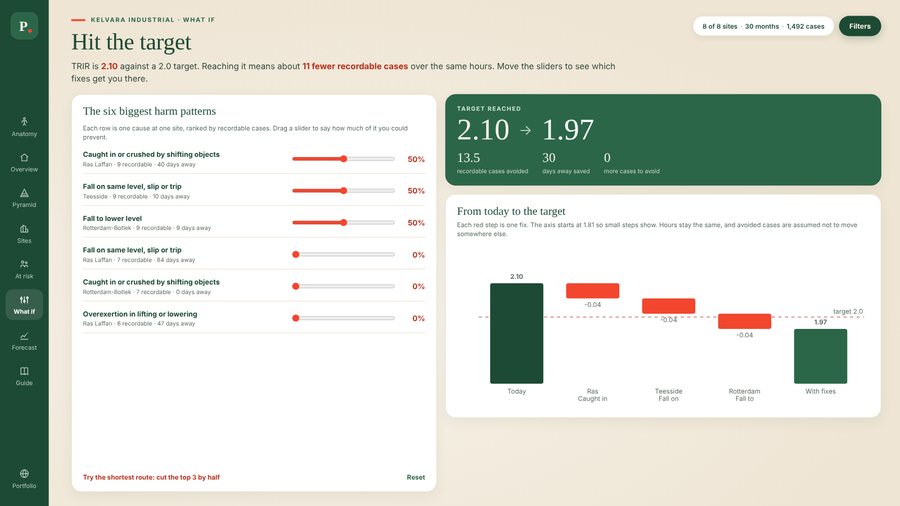 P.
KELVARA INDUSTRIAL · WHAT IF
Hit the target
TRIR is 2.10 against a 2.0 target. Reaching it means about 11 fewer recordable cases over the same hours. Move the sliders to see which
fixes get you there.
8 of 8 sites · 30 months · 1,492 cases
Filters
Anatomy
Overview
Pyramid
Sites
At risk
What if
Forecast
Guide
Portfolio
The six biggest harm patterns
Each row is one cause at one site, ranked by recordable cases. Drag a slider to say how much of it you could
prevent.
Caught in or crushed by shifting objects
Ras Laffan · 9 recordable · 40 days away
50%
Fall on same level, slip or trip
Teesside · 9 recordable · 10 days away
50%
Fall to lower level
Rotterdam-Botlek · 9 recordable · 9 days away
50%
Fall on same level, slip or trip
Ras Laffan · 7 recordable · 84 days away
0%
Caught in or crushed by shifting objects
Rotterdam-Botlek · 7 recordable · 0 days away
0%
Overexertion in lifting or lowering
Ras Laffan · 6 recordable · 47 days away
0%
Try the shortest route: cut the top 3 by half
Reset
TARGET REACHED
2.10 → 1.97
13.5
recordable cases avoided
30
days away saved
0
more cases to avoid
From today to the target
Each red step is one fix. The axis starts at 1.81 so small steps show. Hours stay the same, and avoided cases are assumed not to move
somewhere else.
2.10
-0.04
-0.04
-0.04
target 2.0
1.97
Today
Ras
Caught in
Teesside
Fall on
Rotterdam
Fall to
With fixes